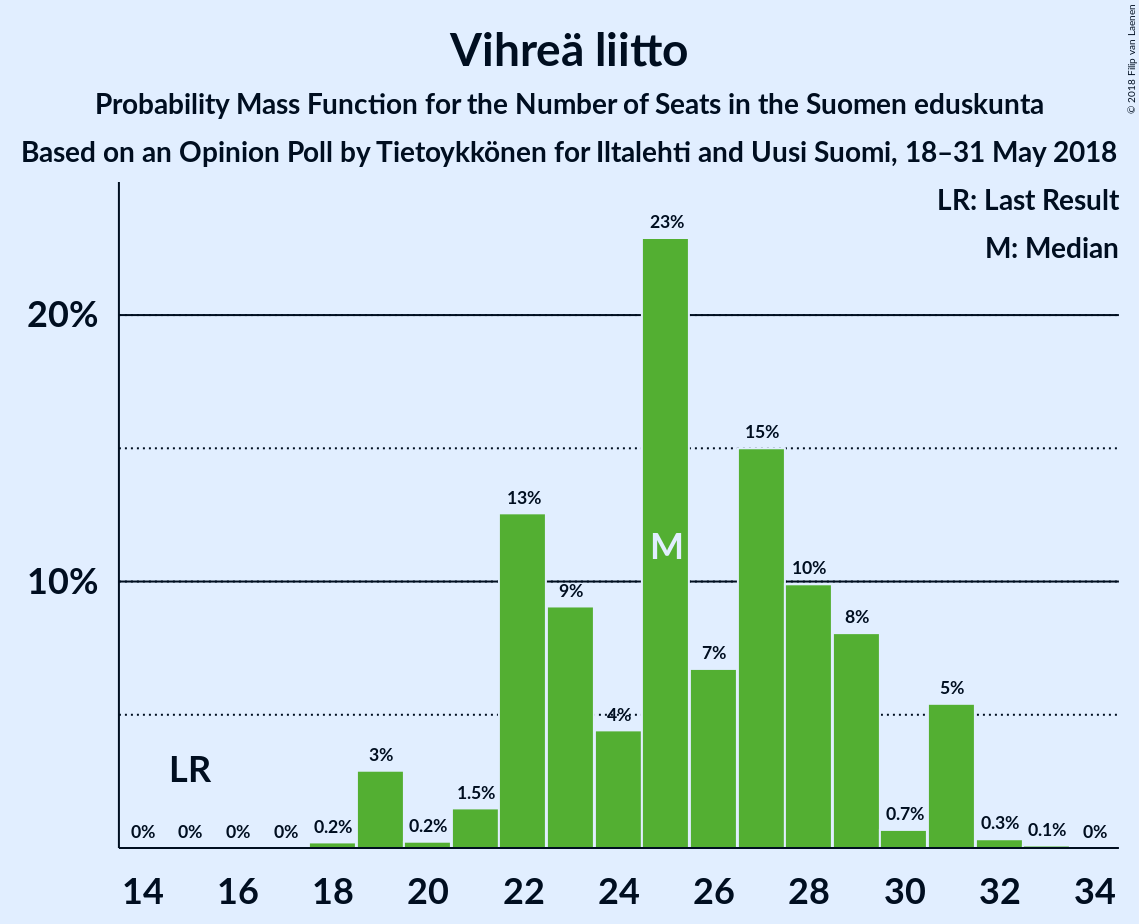 Vihreä liitto
Probability Mass Function for the Number of Seats in the Suomen eduskunta
Based on an Opinion Poll by Tietoykkönen for Iltalehti and Uusi Suomi, 18–31 May 2018
© 2018 Filip van Laenen
LR: Last Result
M: Median
20%
10%
0%
0%
0%
0%
0.2%
3%
0.2%
1.5%
13%
9%
4%
23%
7%
15%
10%
8%
0.7%
5%
0.3%
0.1%
0%
LR
M
14 16 18 20 22 24 26 28 30 32 34